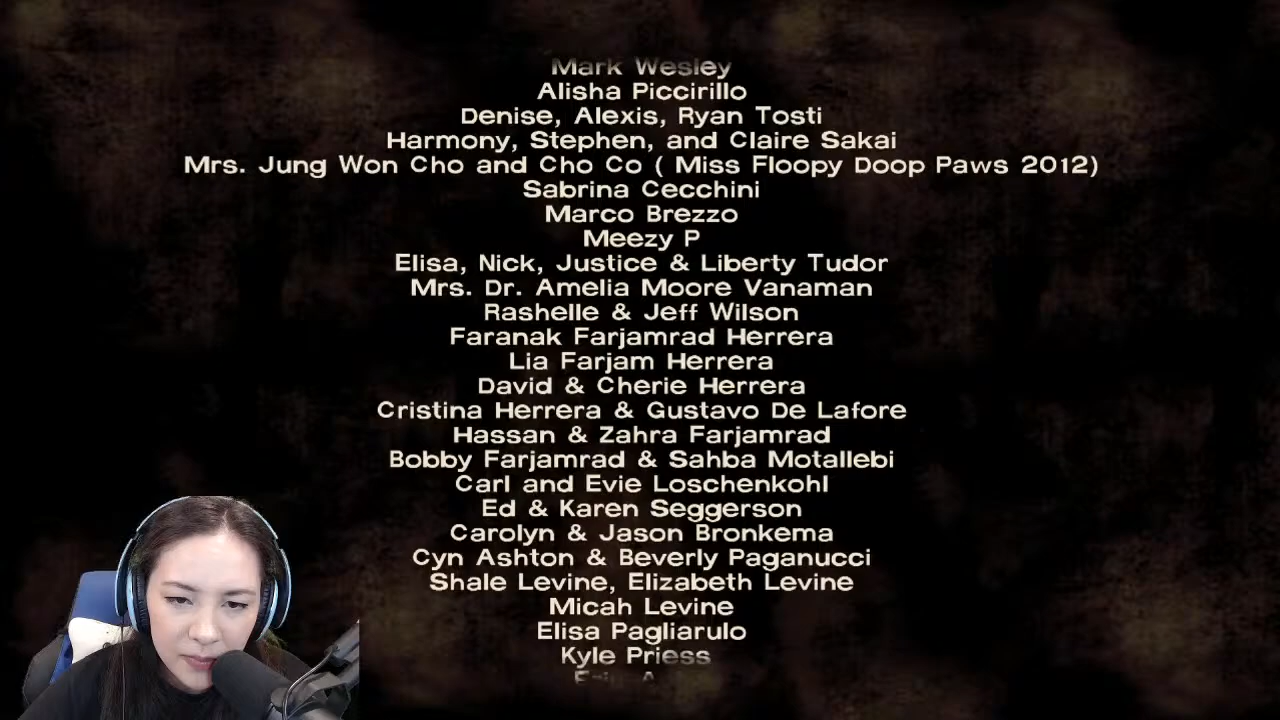 Mark Wesley
Alisha Piccirillo
Denise, Alexis, Ryan Tosti
Harmony, Stephen, and Claire Sakai
Mrs. Jung Won Cho and Cho Co ( Miss Floopy Doop Paws 2012)
Sabrina Cecchini
Marco Brezzo
Meezy P
Elisa, Nick, Justice & Liberty Tudor
Mrs. Dr. Amelia Moore Vanaman
Rashelle & Jeff Wilson
Faranak Farjamrad Herrera
Lia Farjam Herrera
David & Cherie Herrera
Cristina Herrera & Gustavo De Lafore
Hassan & Zahra Farjamrad
Bobby Farjamrad & Sahba Motallebi
Carl and Evie Loschenkohl
Ed & Karen Seggerson
Carolyn & Jason Bronkema
Cyn Ashton & Beverly Paganucci
Shale Levine, Elizabeth Levine
Micah Levine
Elisa Pagliarulo
Kyle Priess